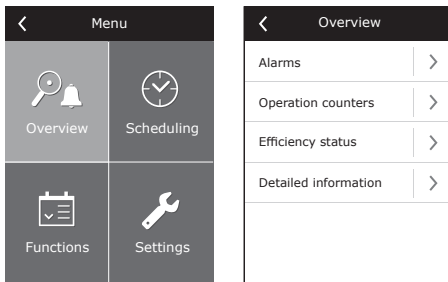 Menu
Overview
Scheduling
Functions
Settings
Overview
Alarms
Operation counters
Efficiency status
Detailed information